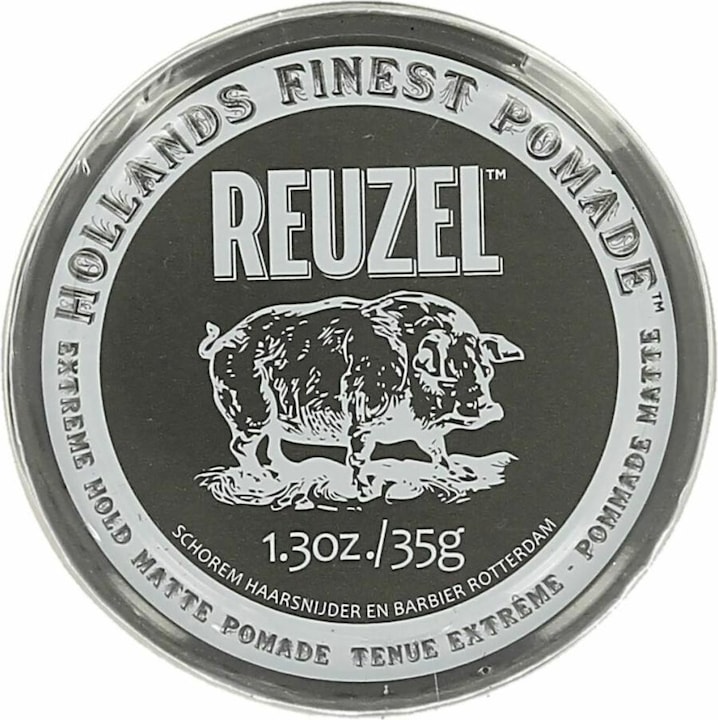 HOLLANDS FINEST POMADE™
REUZEL™
1.3oz./35g
SCHOREM HAARSNIJDER EN BARBIER ROTTERDAM
EXTREME HOLD MATTE POMADE TENUE EXTRÊME - POMMADE MATTE